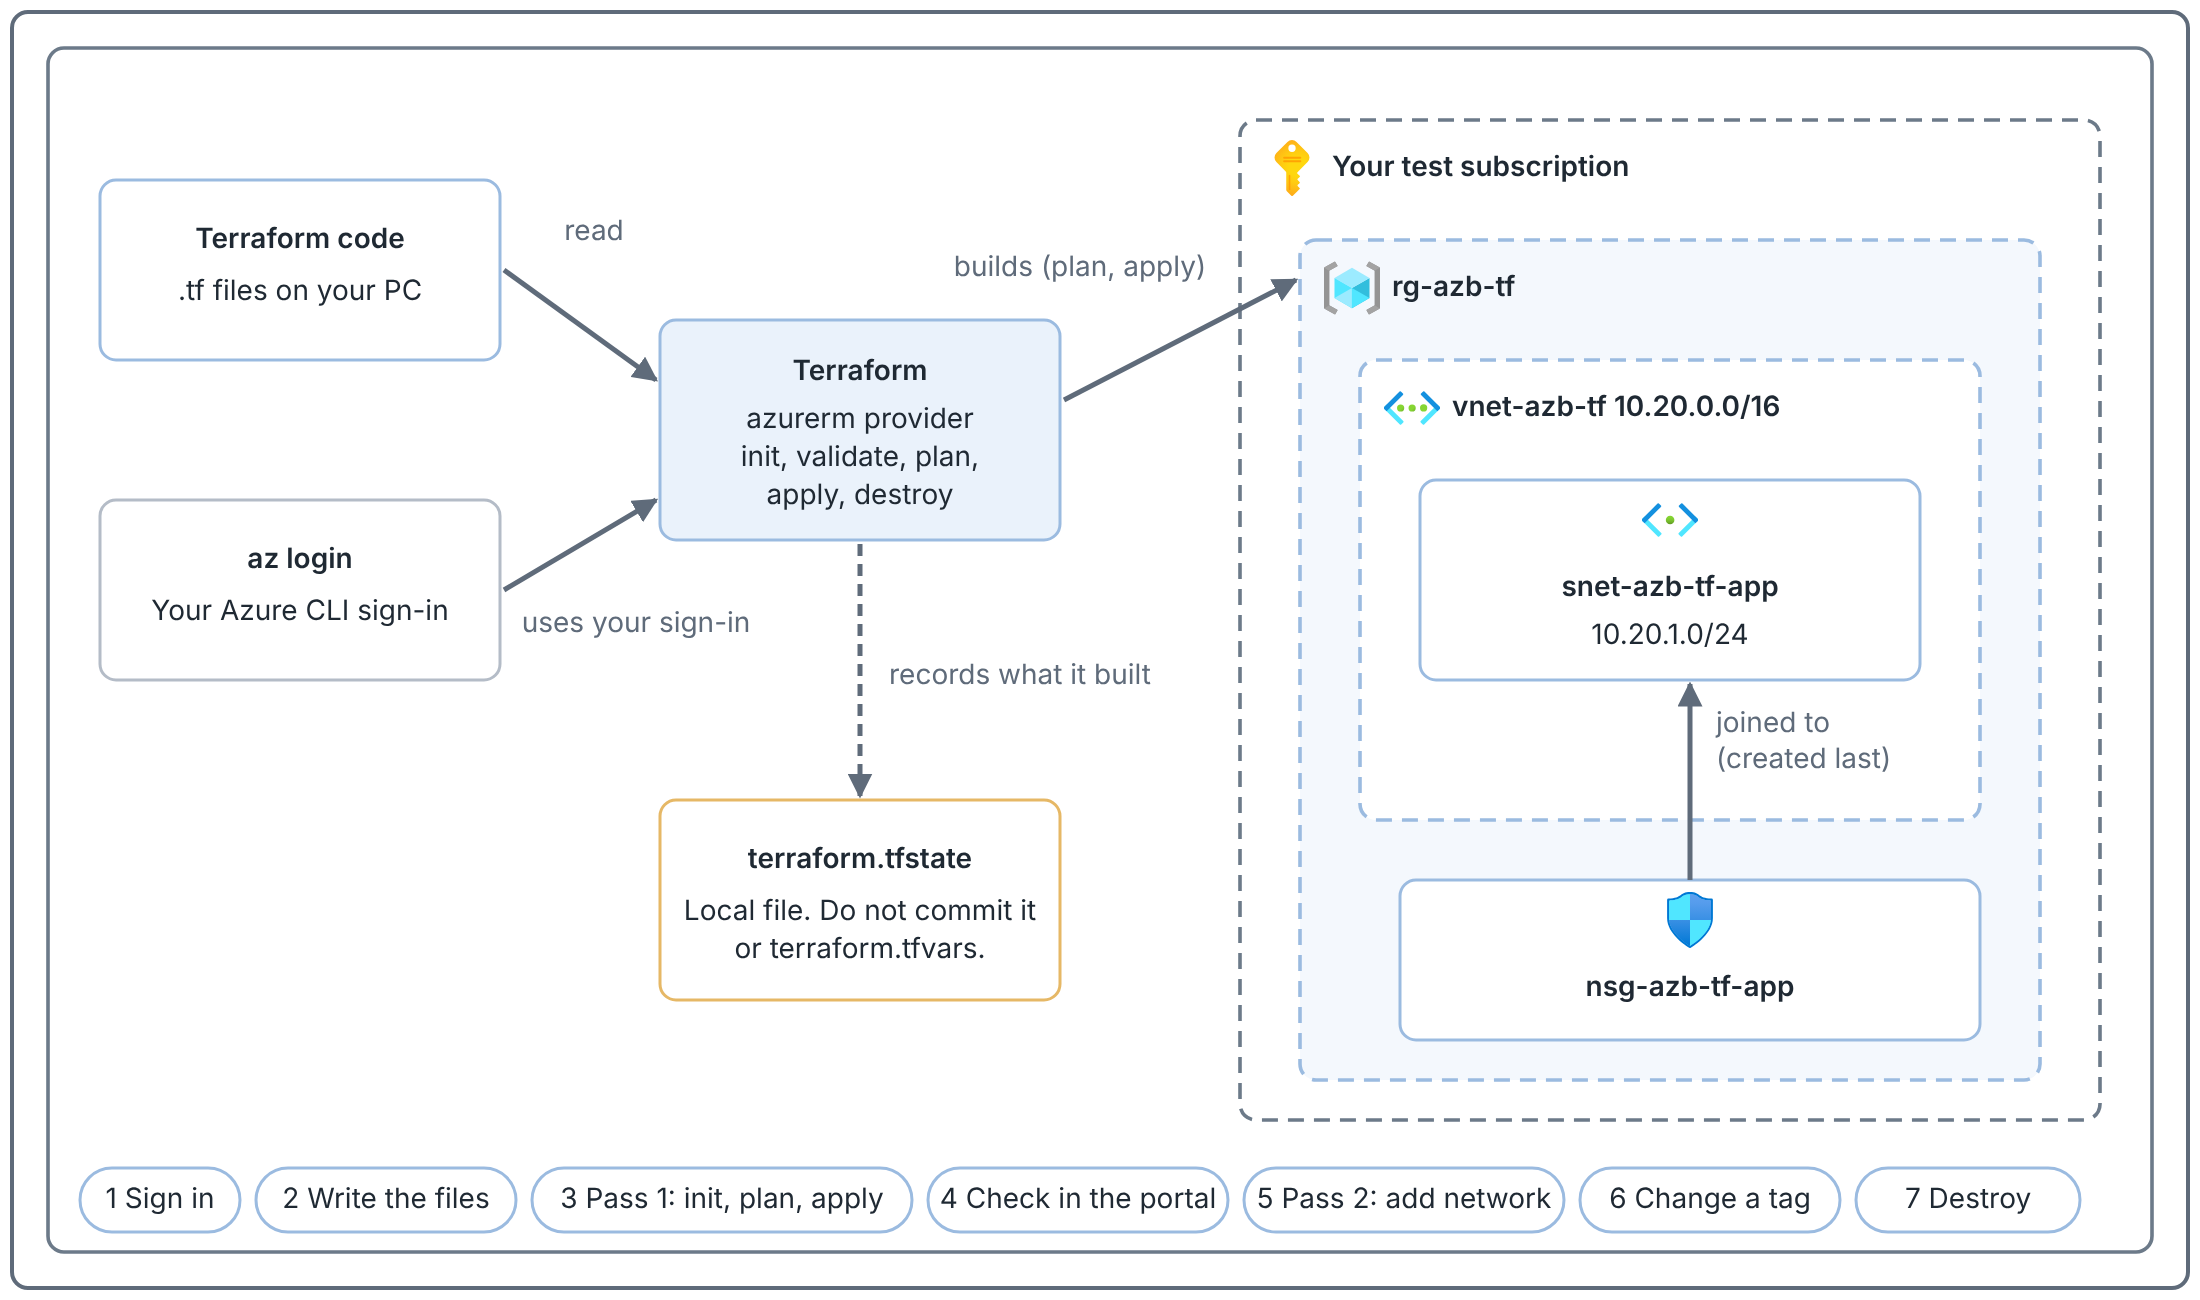 Your test subscription
Terraform code
.tf files on your PC
read
builds (plan, apply)
rg-azb-tf
Terraform
azurerm provider
init, validate, plan,
apply, destroy
vnet-azb-tf 10.20.0.0/16
az login
Your Azure CLI sign-in
uses your sign-in
snet-azb-tf-app
10.20.1.0/24
records what it built
joined to
(created last)
terraform.tfstate
Local file. Do not commit it
or terraform.tfvars.
nsg-azb-tf-app
1 Sign in
2 Write the files
3 Pass 1: init, plan, apply
4 Check in the portal
5 Pass 2: add network
6 Change a tag
7 Destroy